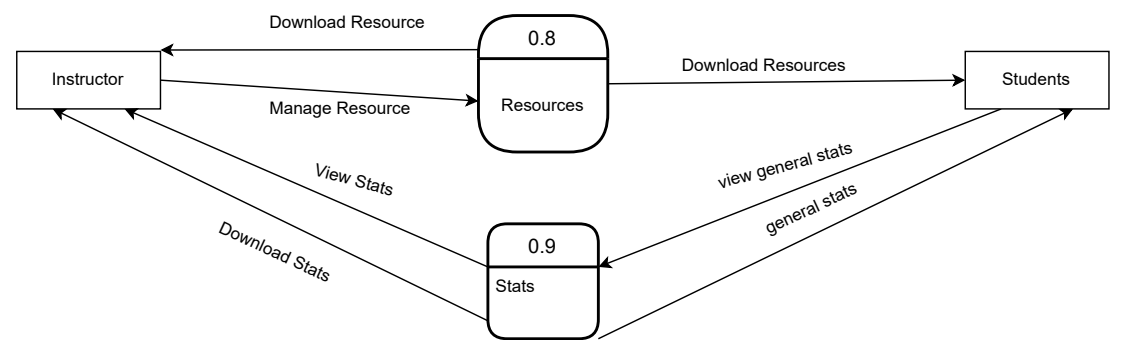 Download Resource
0.8
Instructor
Download Resources
Students
Manage Resource
Resources
View Stats
view general stats
general stats
Download Stats
0.9
Stats